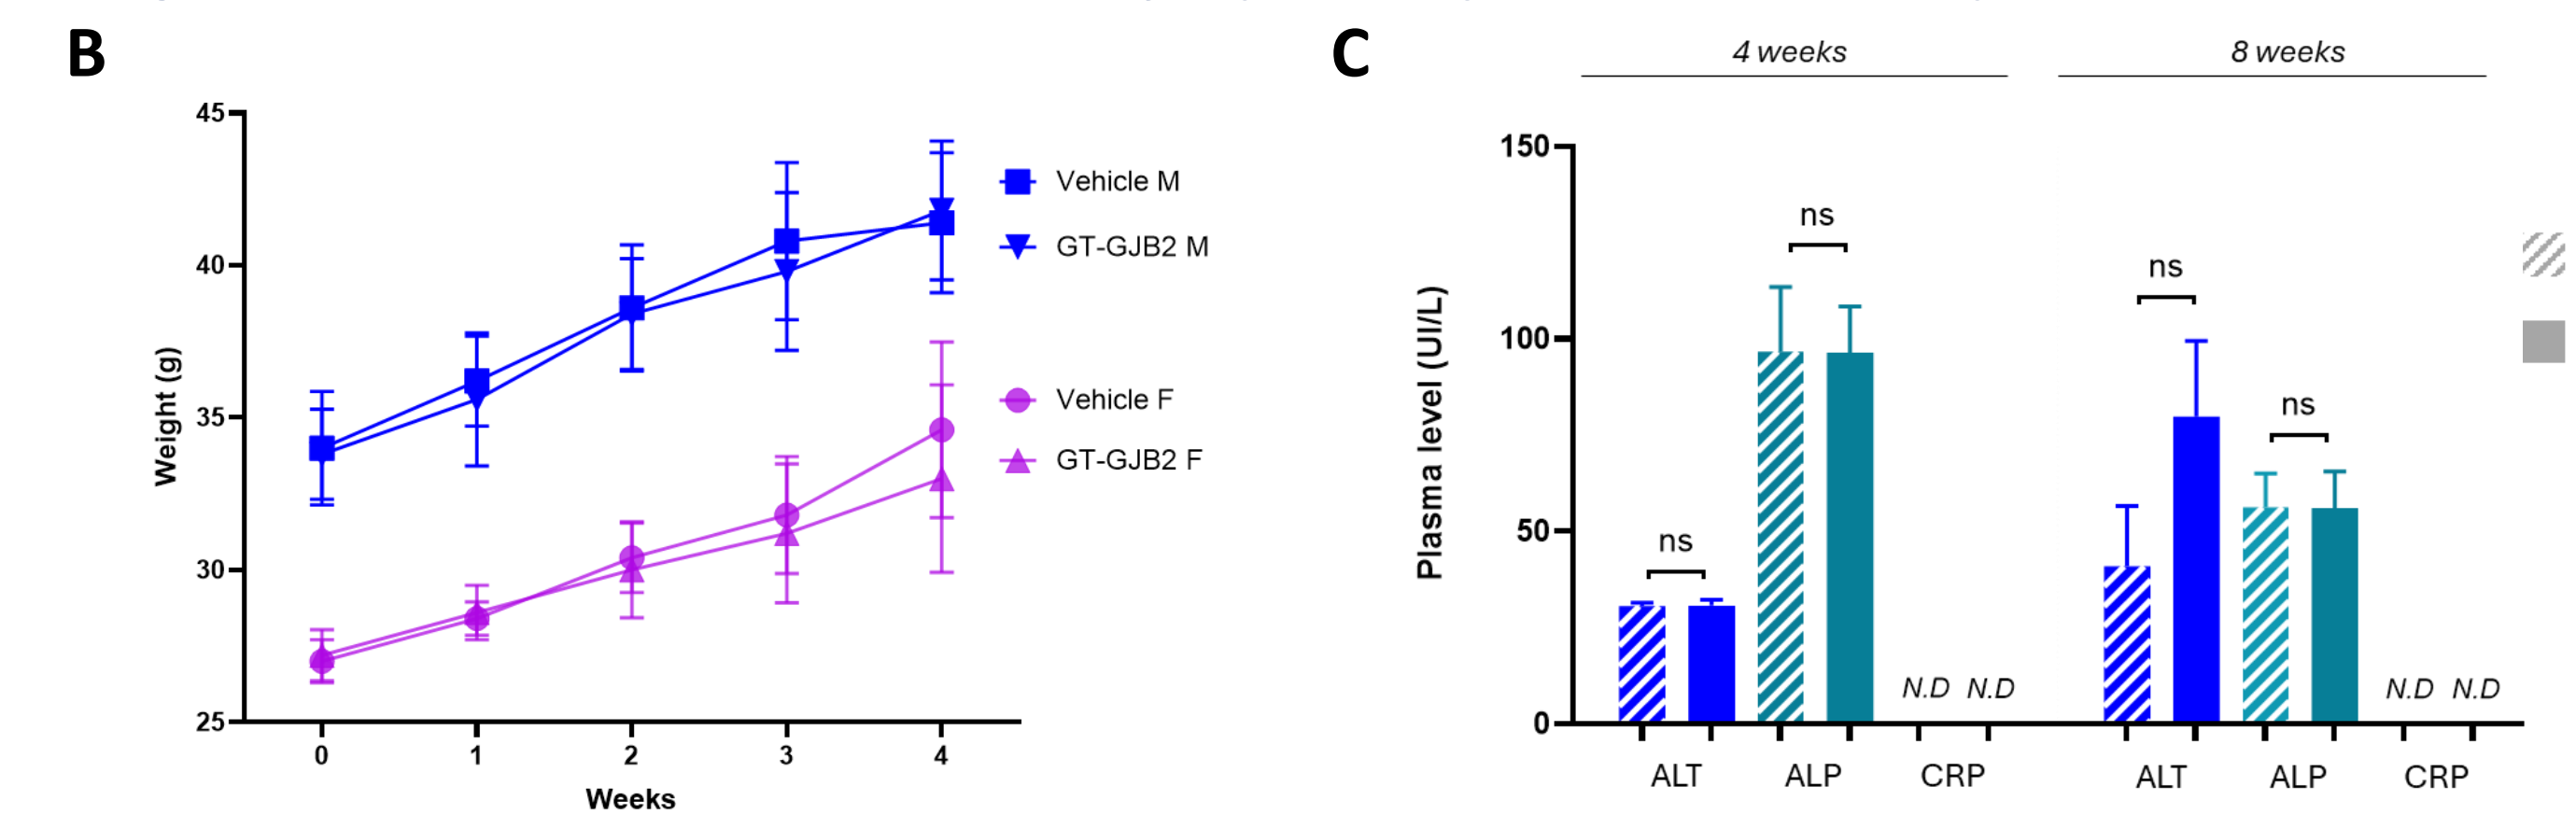 B
45
40
35
30
25
Weight (g)
0 1 2 3 4
Weeks
Vehicle M
GT-GJB2 M
Vehicle F
GT-GJB2 F
C
4 weeks 8 weeks
150
100
50
0
Plasma level (UI/L)
ns ns ns ns
N.D N.D N.D N.D
ALT ALP CRP ALT ALP CRP